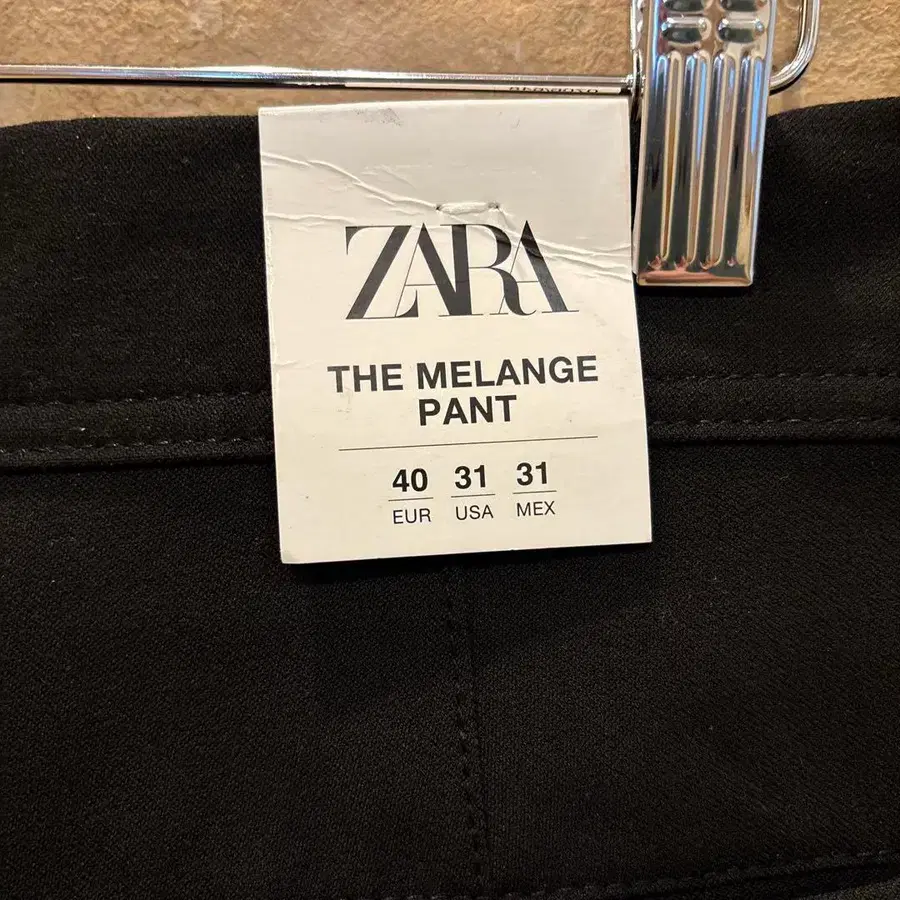 ZARA
THE MELANGE
PANT
40 31 31
EUR USA MEX